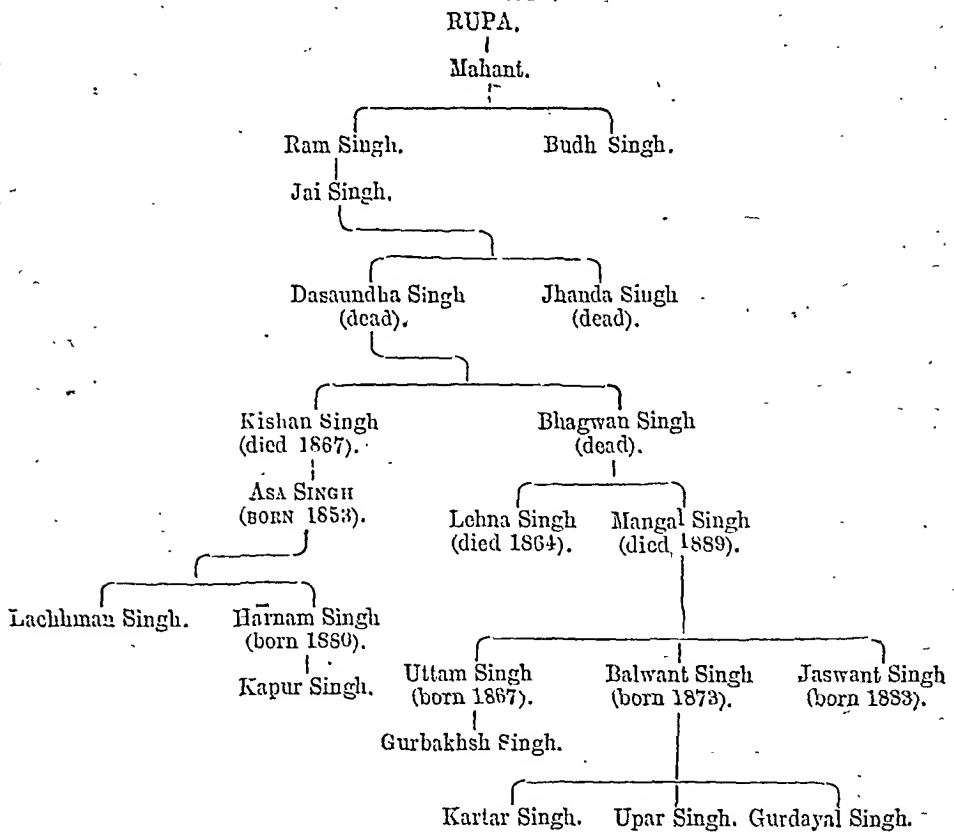 RUPA.
Mahant.
Ram Singh. Budh Singh.
Jai Singh.
Dasaundha Singh Jhanda Singh
(dead). (dead).
Kishan Singh Bhagwan Singh
(died 1867). (dead).
ASA SINGH
(BORN 1853).
Lehna Singh Mangal Singh
(died 1864). (died, 1889).
Lachhman Singh. Harnam Singh
(born 1880).
Kapur Singh.
Uttam Singh Balwant Singh Jaswant Singh
(born 1867). (born 1873). (born 1883).
Gurbakhsh Singh.
Kartar Singh. Upar Singh. Gurdayal Singh.